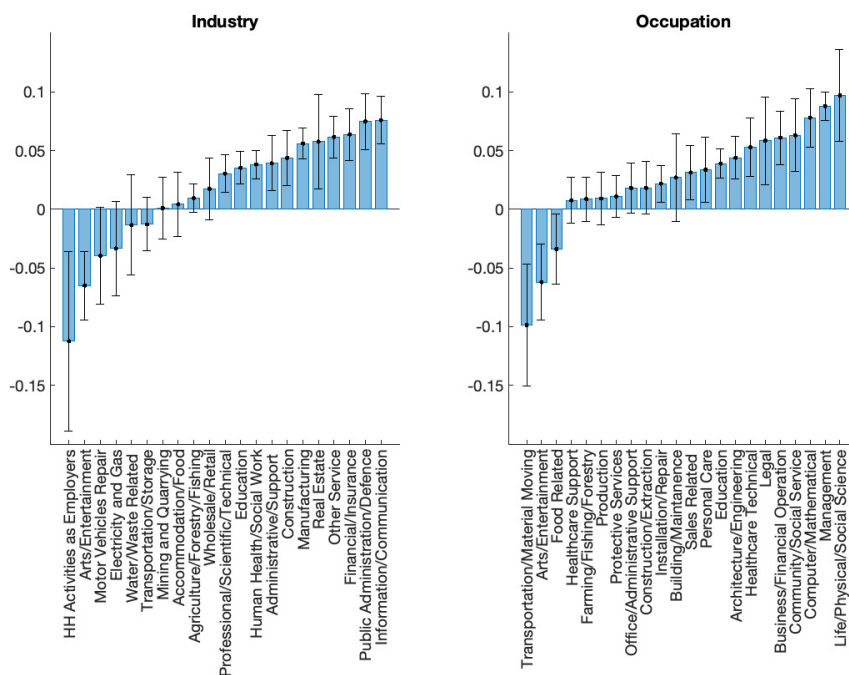 Industry
0.1
0.05
0
-0.05
-0.1
-0.15
HH Activities as Employers
Arts/Entertainment
Motor Vehicles Repair
Electricity and Gas
Water/Waste Related
Transportation/Storage
Mining and Quarrying
Accommodation/Food
Agriculture/Forestry/Fishing
Wholesale/Retail
Professional/Scientific/Technical
Education
Human Health/Social Work
Administrative/Support
Construction
Manufacturing
Real Estate
Other Service
Financial/Insurance
Public Administration/Defence
Information/Communication
Occupation
0.1
0.05
0
-0.05
-0.1
-0.15
Transportation/Material Moving
Arts/Entertainment
Food Related
Healthcare Support
Farming/Fishing/Forestry
Production
Protective Services
Office/Administrative Support
Construction/Extraction
Installation/Repair
Building/Maintanence
Sales Related
Personal Care
Education
Architecture/Engineering
Healthcare Technical
Legal
Business/Financial Operation
Community/Social Service
Computer/Mathematical
Management
Life/Physical/Social Science